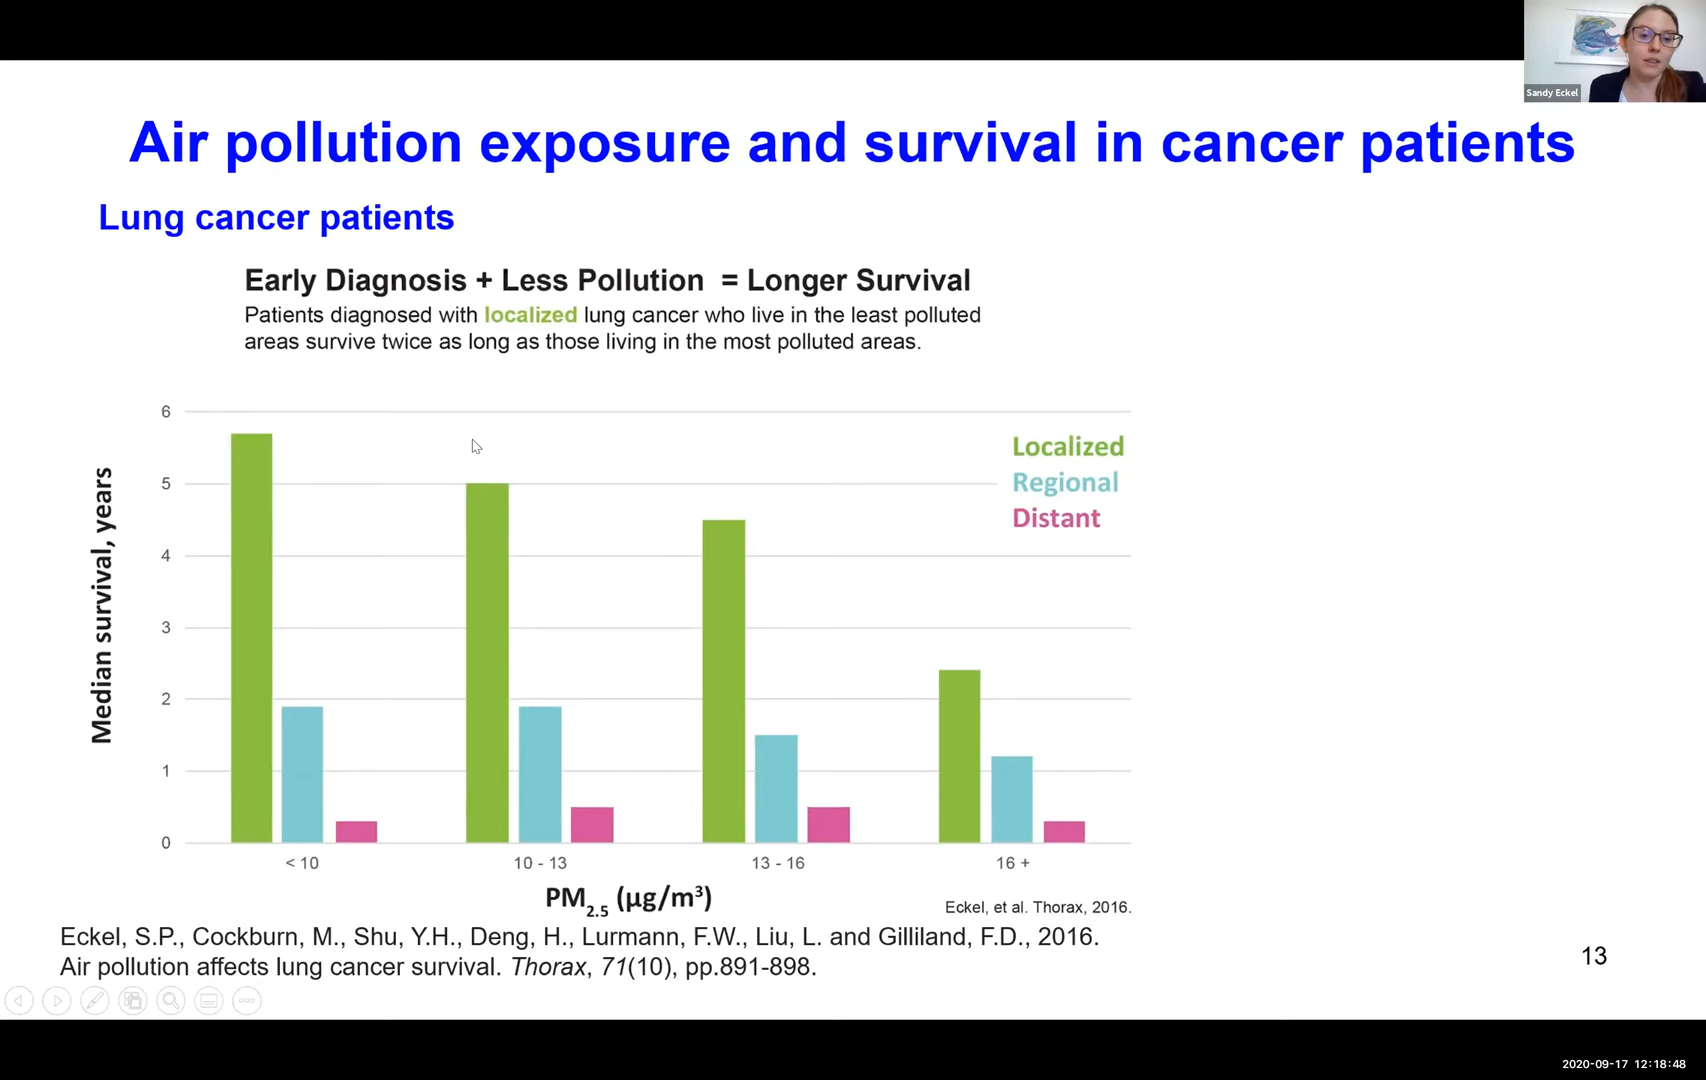 Sandy Eckel
Air pollution exposure and survival in cancer patients
Lung cancer patients
Early Diagnosis + Less Pollution = Longer Survival
Patients diagnosed with localized lung cancer who live in the least polluted
areas survive twice as long as those living in the most polluted areas.
Median survival, years
6
5
4
3
2
1
0
Localized
Regional
Distant
< 10
10 - 13
13 - 16
16 +
PM2.5 (µg/m³)
Eckel, et al. Thorax, 2016.
Eckel, S.P., Cockburn, M., Shu, Y.H., Deng, H., Lurmann, F.W., Liu, L. and Gilliland, F.D., 2016.
Air pollution affects lung cancer survival. Thorax, 71(10), pp.891-898.
13
2020-09-17 12:18:48